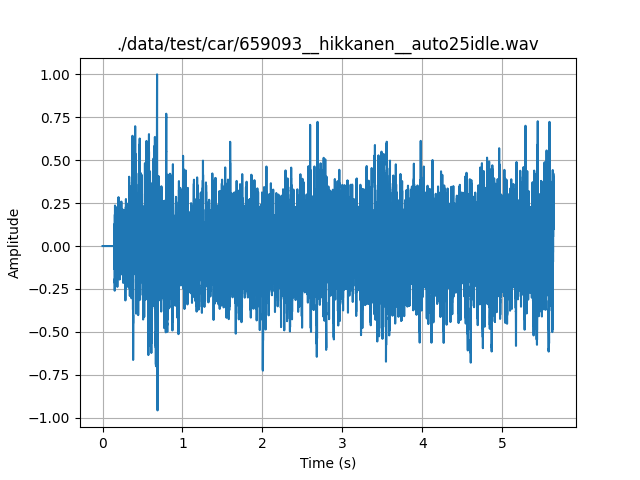 ./data/test/car/659093__hikkanen__auto25idle.wav
1.00
0.75
0.50
0.25
0.00
−0.25
−0.50
−0.75
−1.00
Amplitude
0 1 2 3 4 5
Time (s)